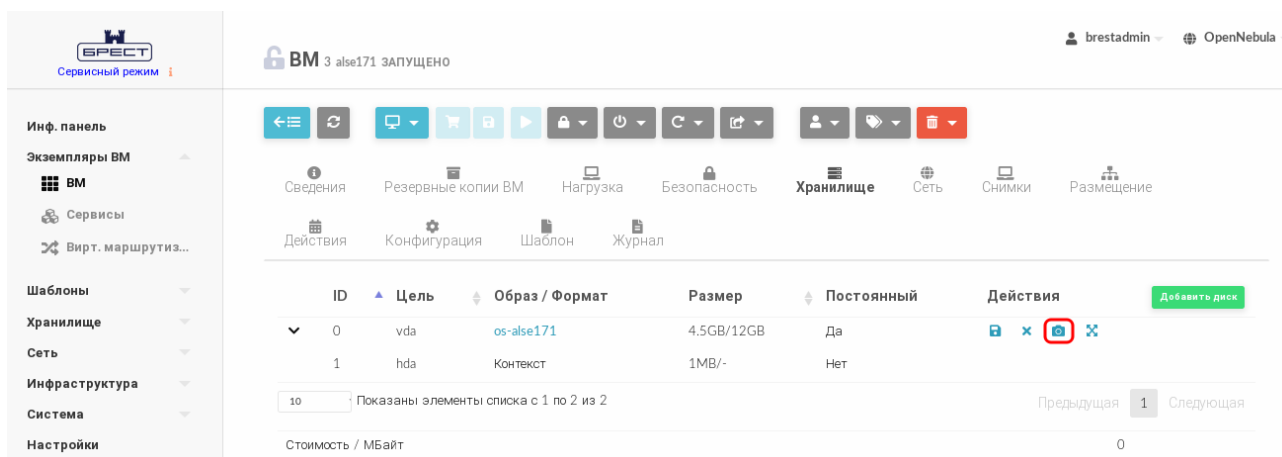 БРЕСТ
Сервисный режим i
brestadmin
OpenNebula
ВМ 3 alse171 ЗАПУЩЕНО
Инф. панель
Экземпляры ВМ
ВМ
Сервисы
Вирт. маршрутиз...
Шаблоны
Хранилище
Сеть
Инфраструктура
Система
Настройки
Сведения Резервные копии ВМ Нагрузка Безопасность Хранилище Сеть Снимки Размещение
Действия Конфигурация Шаблон Журнал
ID Цель Образ / Формат Размер Постоянный Действия Добавить диск
0 vda os-alse171 4.5GB/12GB Да
1 hda Контекст 1MB/- Нет
10 Показаны элементы списка с 1 по 2 из 2 Предыдущая 1 Следующая
Стоимость / МБайт 0